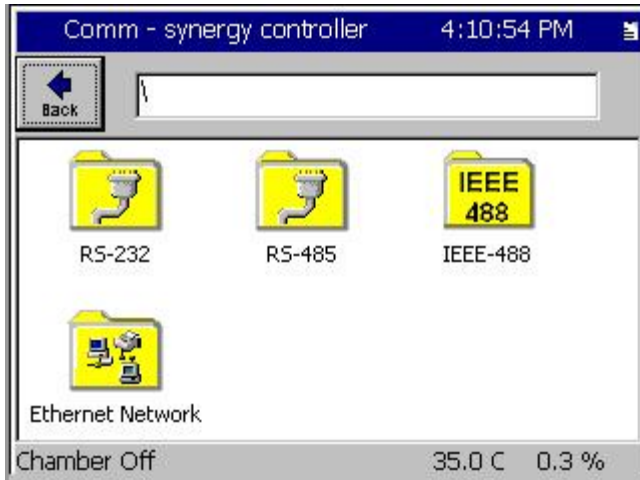 Comm - synergy controller 4:10:54 PM
Back
\
IEEE
488
RS-232 RS-485 IEEE-488
Ethernet Network
Chamber Off 35.0 C 0.3 %